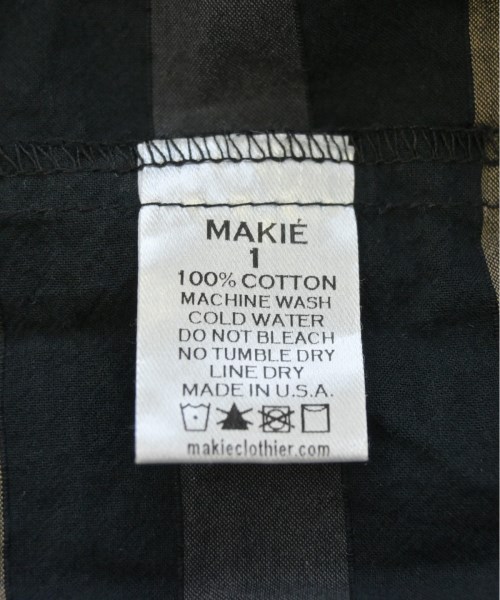 MAKIÉ
1
100% COTTON
MACHINE WASH
COLD WATER
DO NOT BLEACH
NO TUMBLE DRY
LINE DRY
MADE IN U.S.A.
makieclothier.com